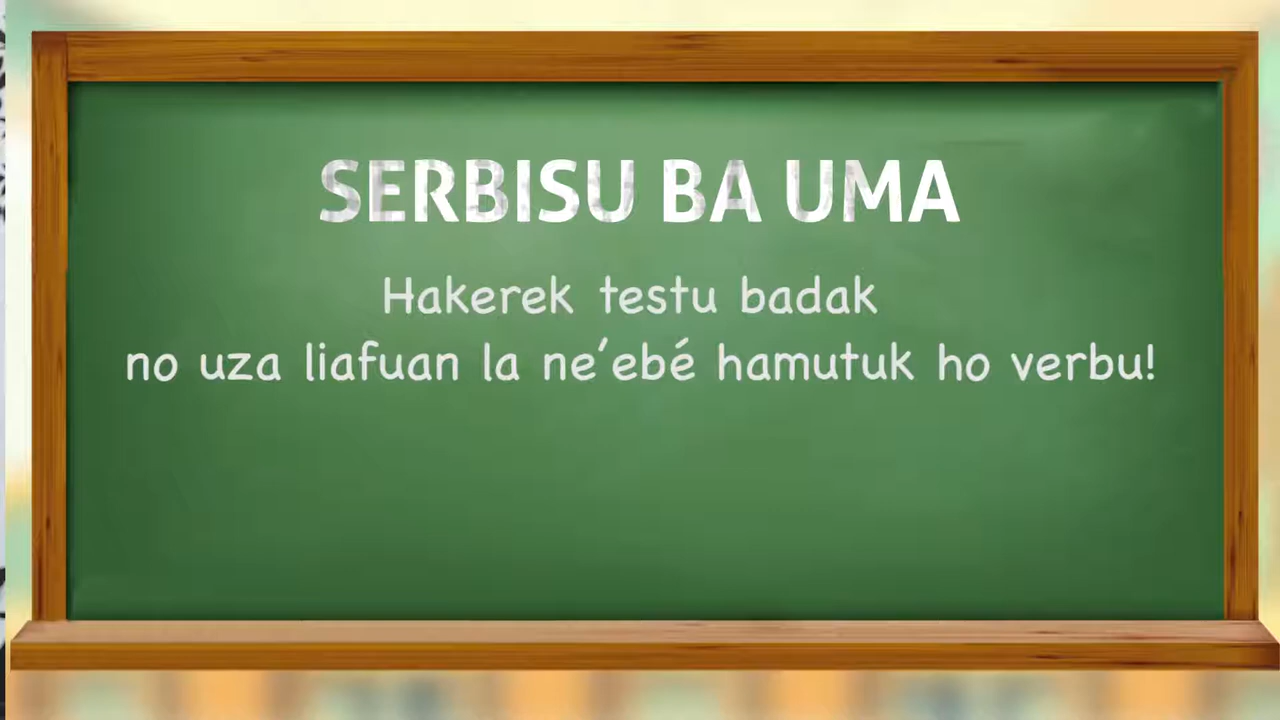 SERBISU BA UMA
Hakerek testu badak
no uza liafuan la ne'ebé hamutuk ho verbu!